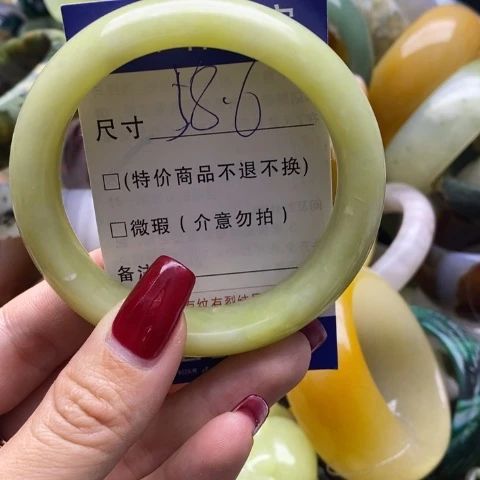 尺寸 58.6
□(特价商品不退不换)
□微瑕(介意勿拍)
备注